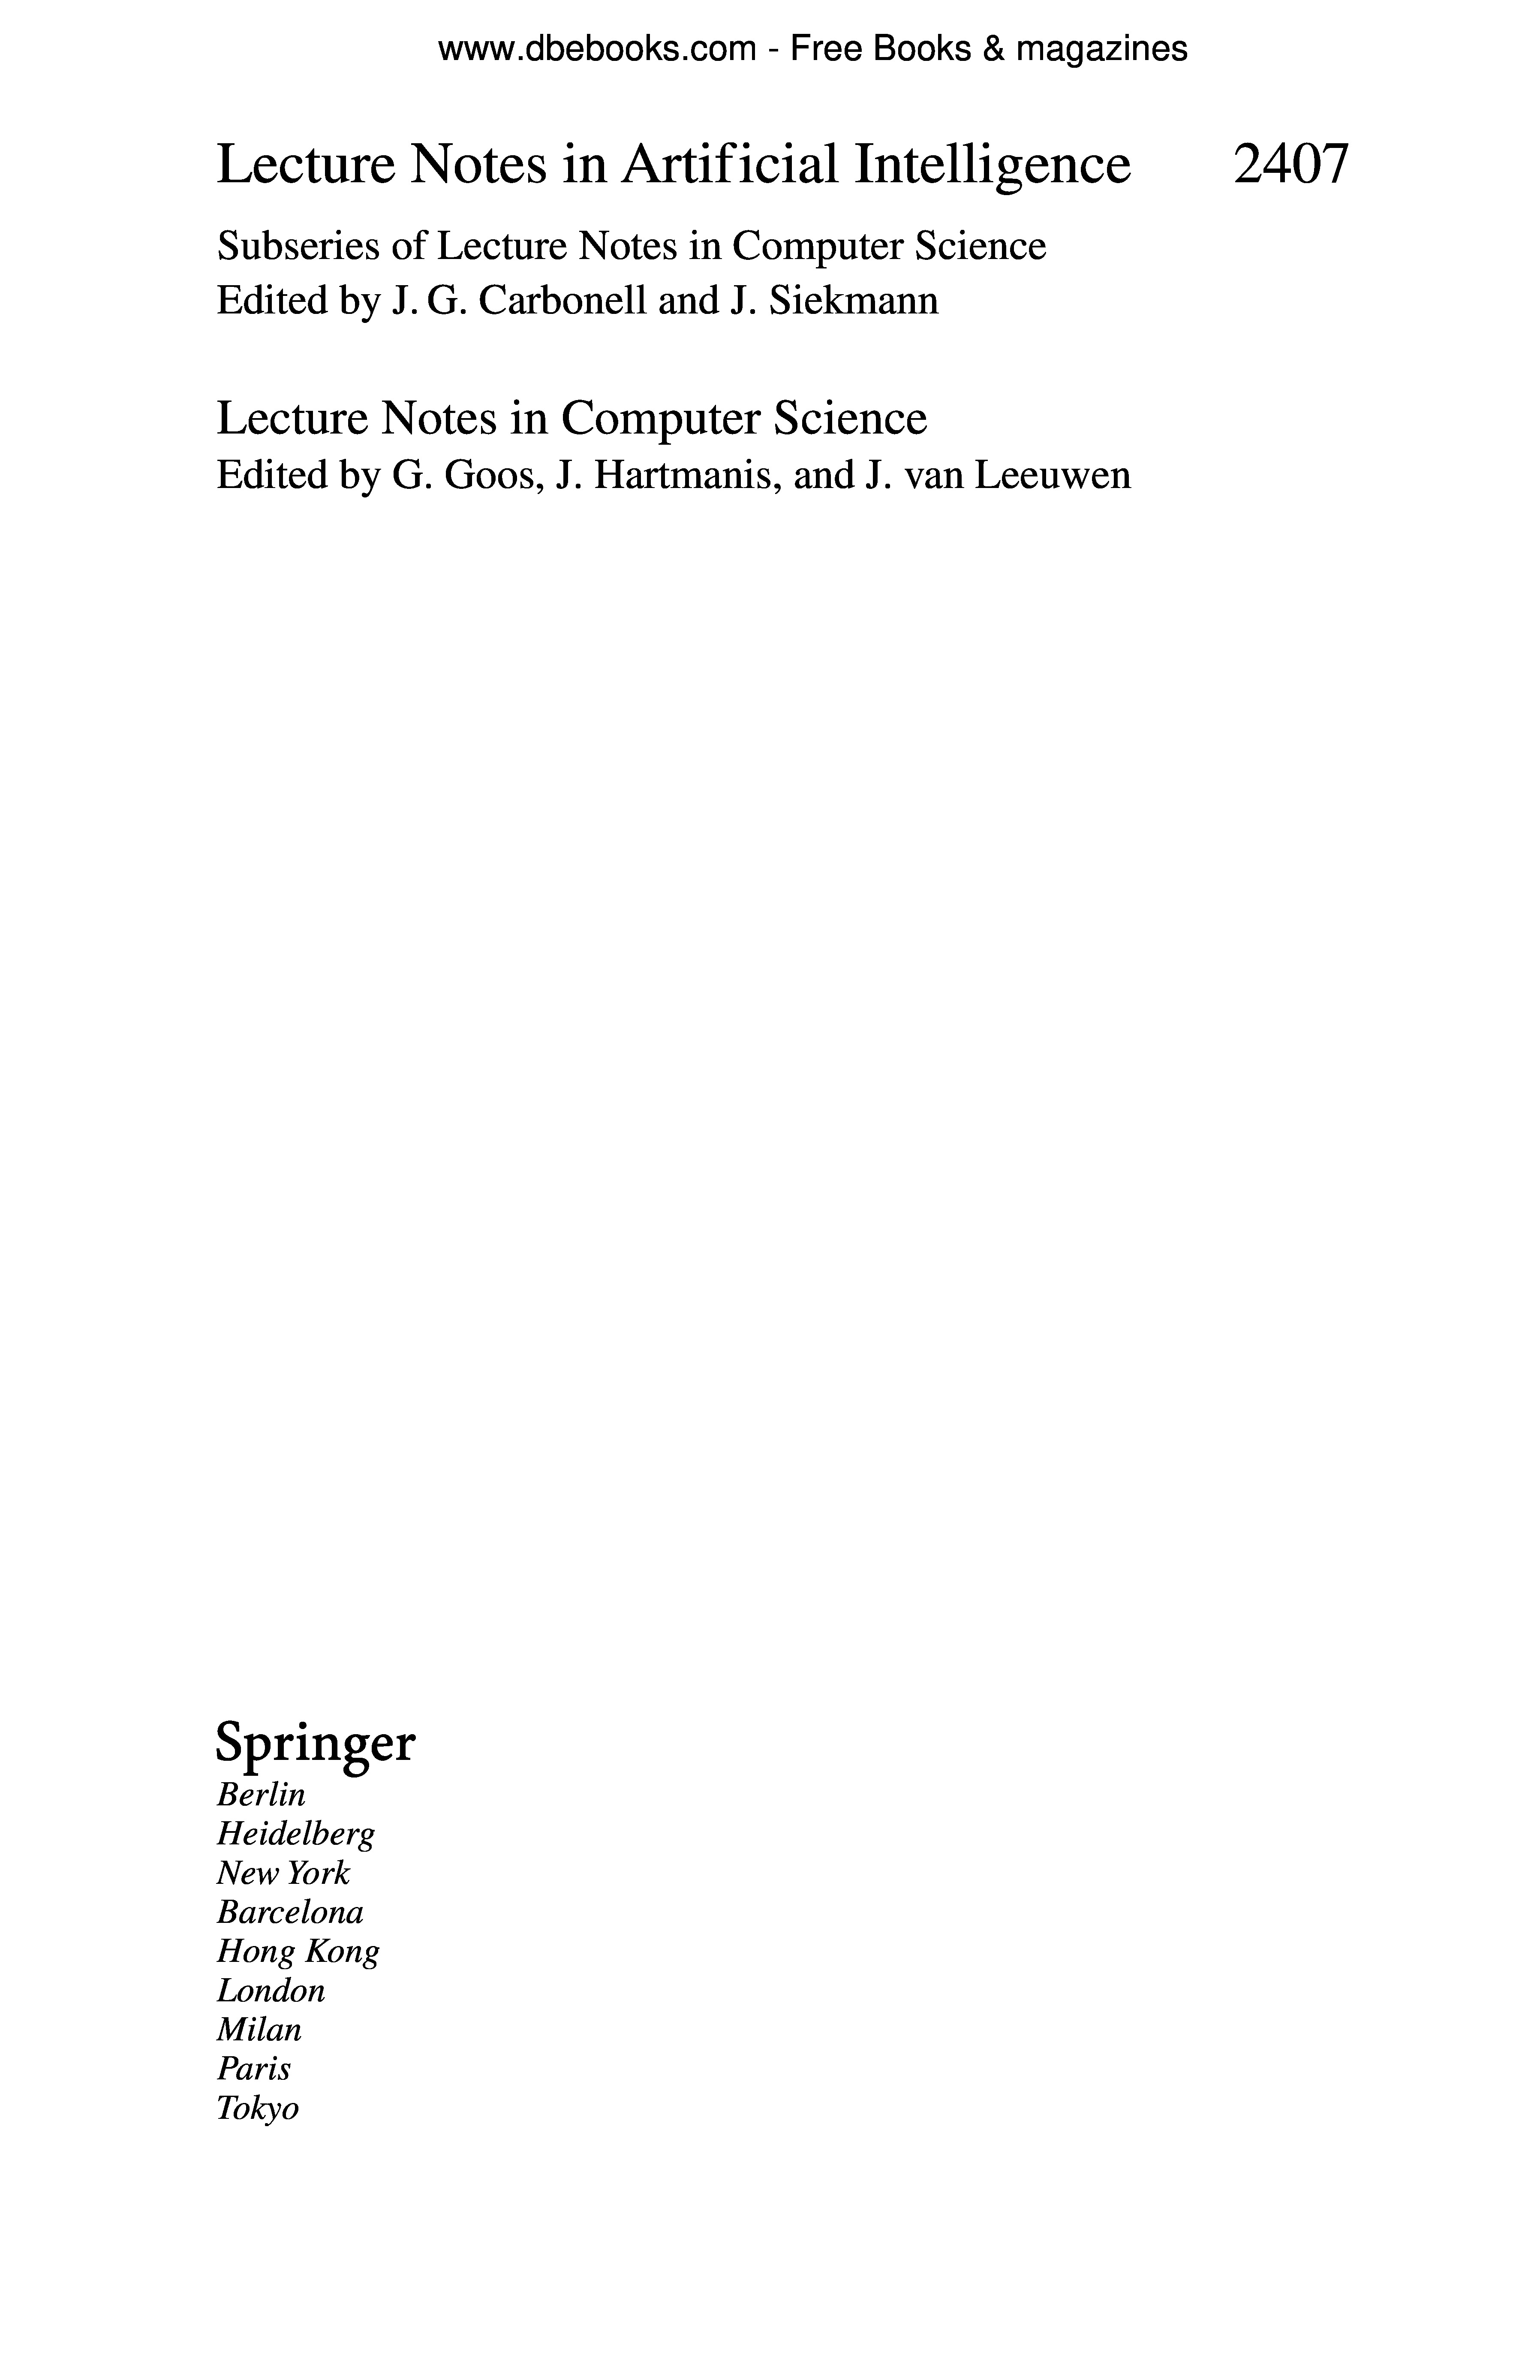 www.dbebooks.com - Free Books & magazines
Lecture Notes in Artificial Intelligence 2407
Subseries of Lecture Notes in Computer Science
Edited by J. G. Carbonell and J. Siekmann
Lecture Notes in Computer Science
Edited by G. Goos, J. Hartmanis, and J. van Leeuwen
Springer
Berlin
Heidelberg
New York
Barcelona
Hong Kong
London
Milan
Paris
Tokyo